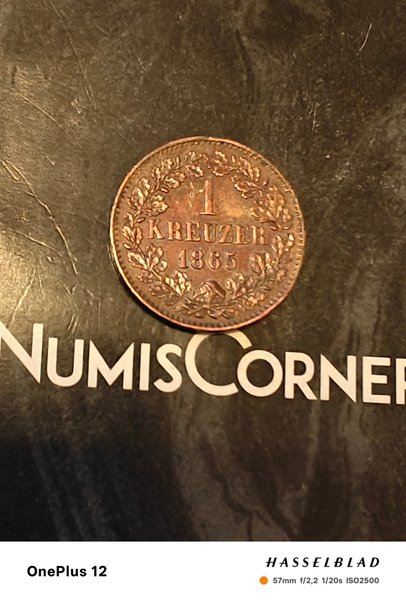 1
KREUZER
1865
NUMISCORNER
OnePlus 12
HASSELBLAD
57mm f/2,2 1/20s ISO2500